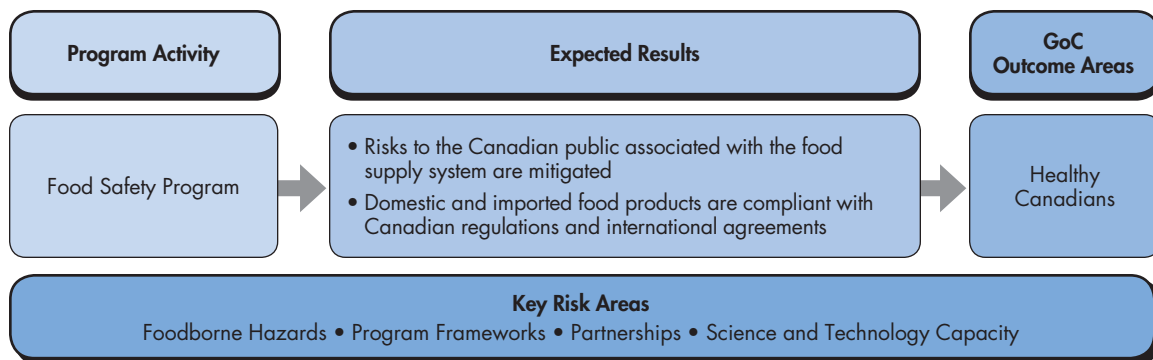 Program Activity
Expected Results
GoC
Outcome Areas
Food Safety Program
• Risks to the Canadian public associated with the food
supply system are mitigated
• Domestic and imported food products are compliant with
Canadian regulations and international agreements
Healthy
Canadians
Key Risk Areas
Foodborne Hazards • Program Frameworks • Partnerships • Science and Technology Capacity